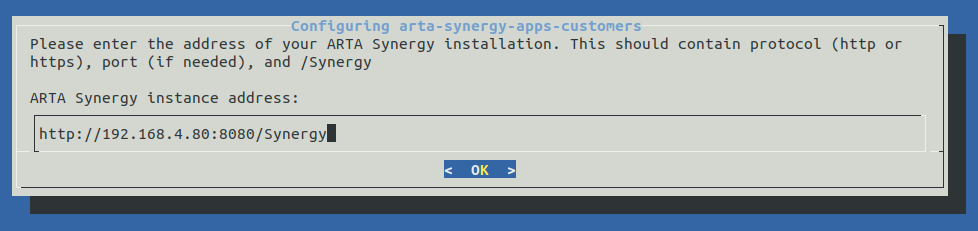 Configuring arta-synergy-apps-customers
Please enter the address of your ARTA Synergy installation. This should contain protocol (http or
https), port (if needed), and /Synergy
ARTA Synergy instance address:
http://192.168.4.80:8080/Synergy
<  OK  >